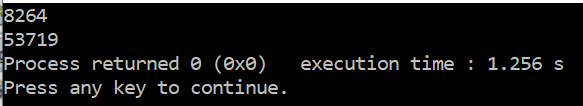 8264
53719
Process returned 0 (0x0)   execution time : 1.256 s
Press any key to continue.